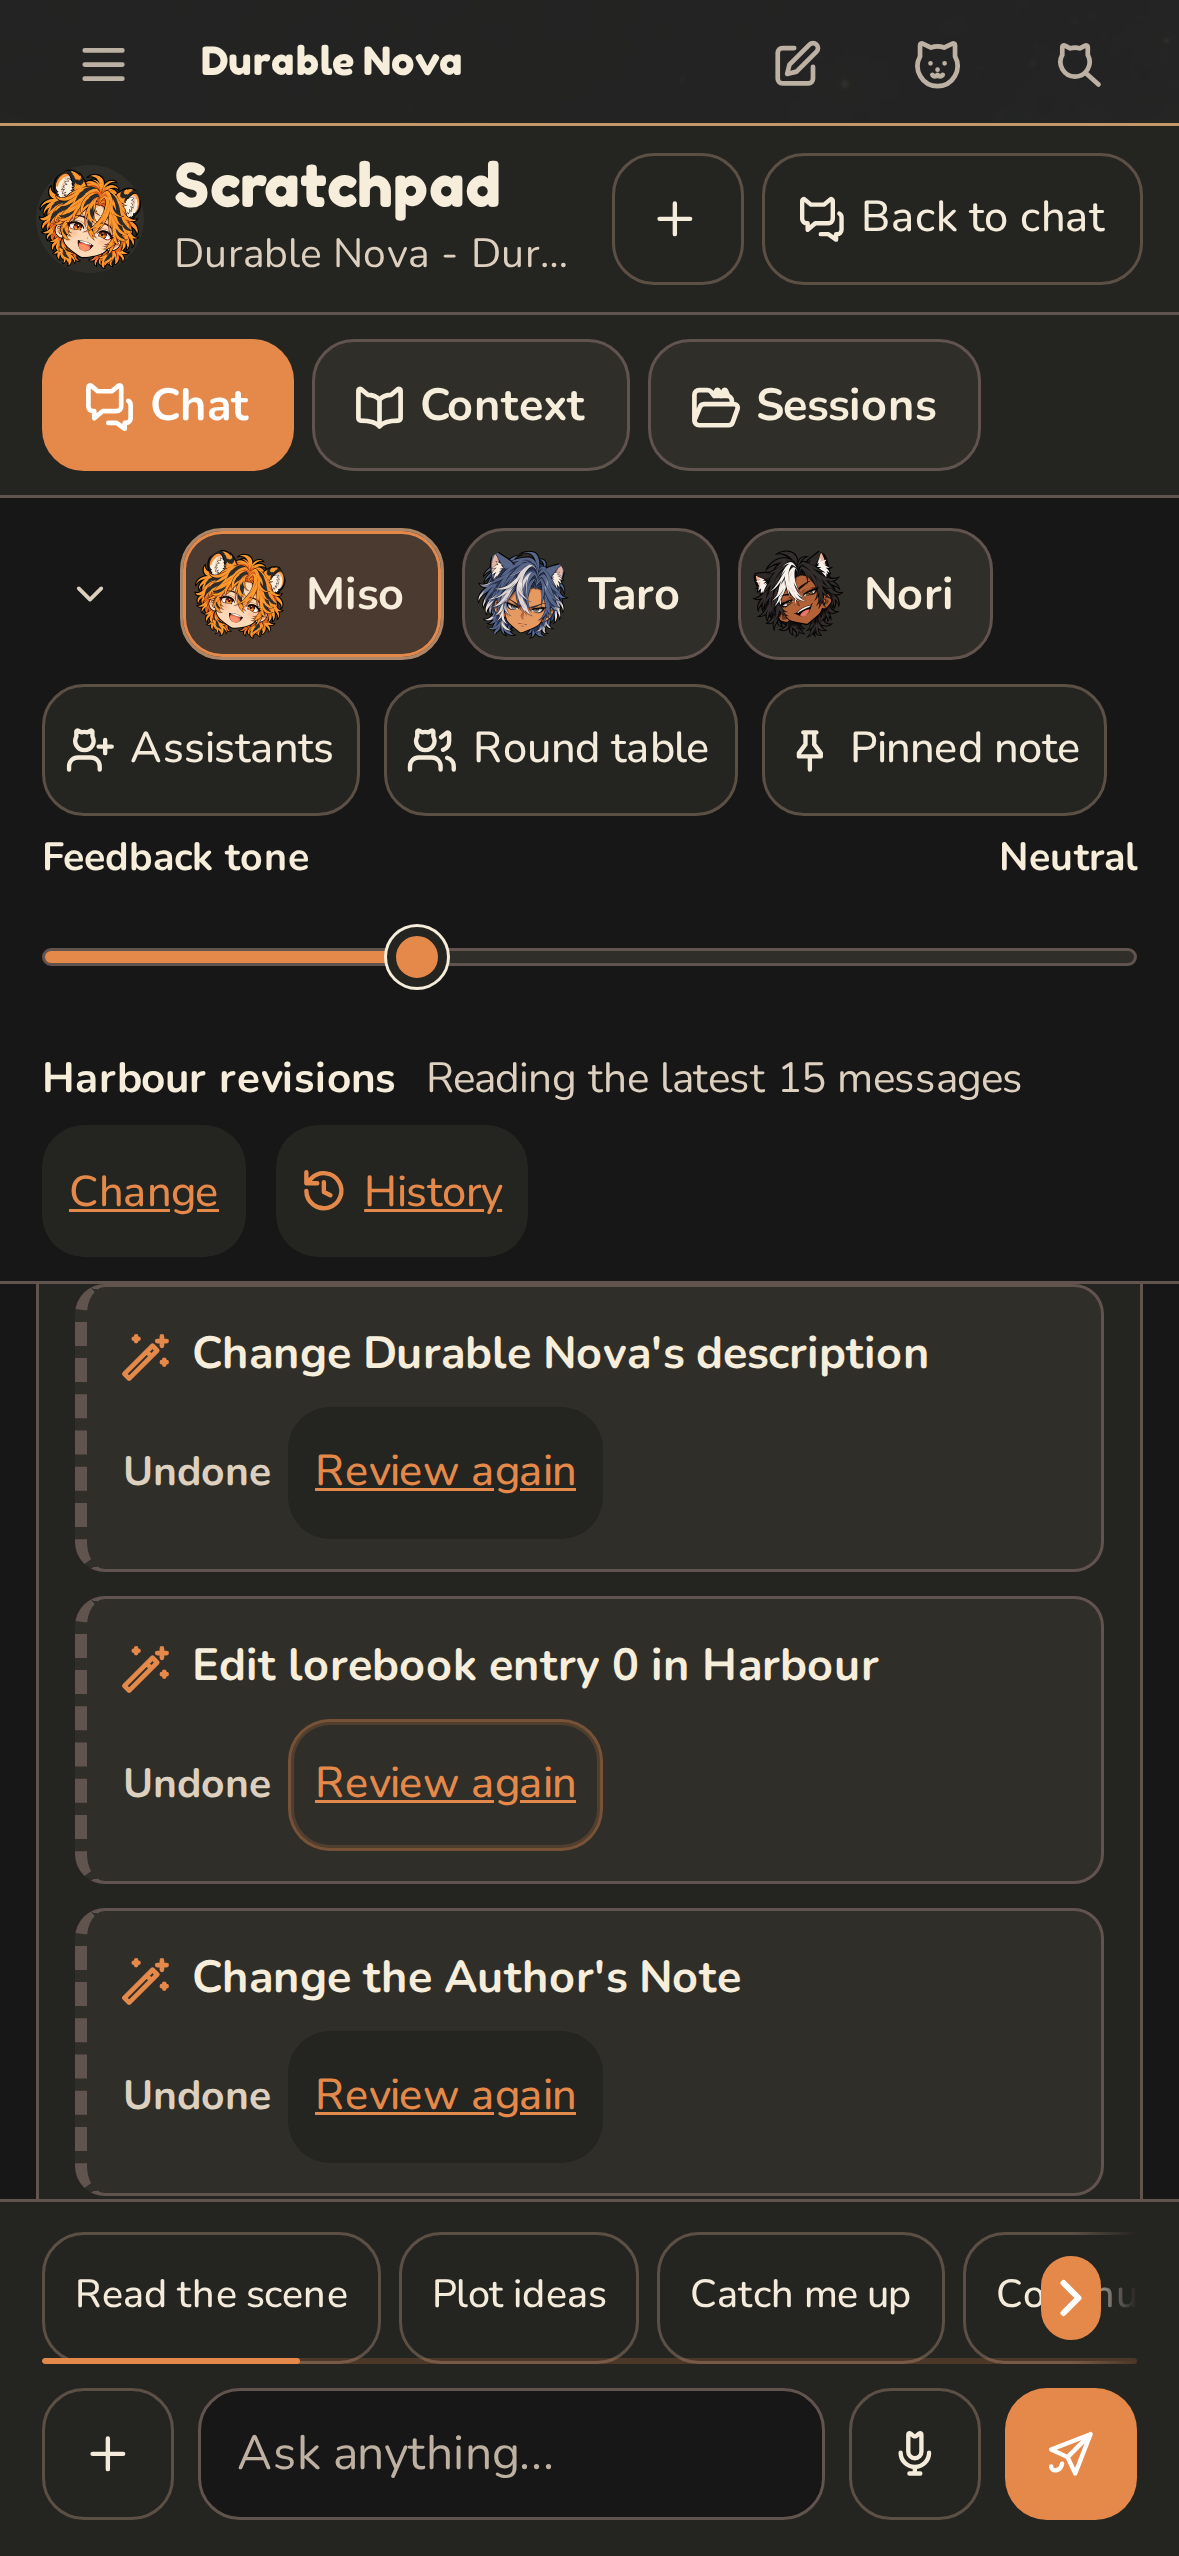 Durable Nova
Scratchpad
Durable Nova - Dur...
Back to chat
Chat
Context
Sessions
Miso
Taro
Nori
Assistants
Round table
Pinned note
Feedback tone
Neutral
Harbour revisions Reading the latest 15 messages
Change
History
Change Durable Nova's description
Undone Review again
Edit lorebook entry 0 in Harbour
Undone Review again
Change the Author's Note
Undone Review again
Read the scene
Plot ideas
Catch me up
Ask anything...